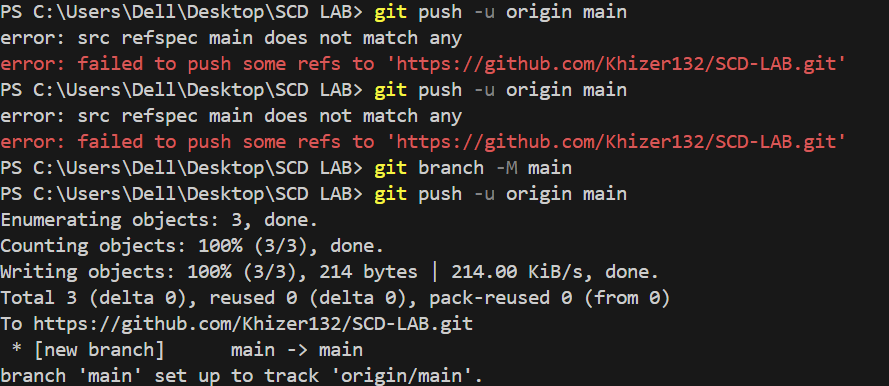 PS C:\Users\Dell\Desktop\SCD LAB> git push -u origin main
error: src refspec main does not match any
error: failed to push some refs to 'https://github.com/Khizer132/SCD-LAB.git'
PS C:\Users\Dell\Desktop\SCD LAB> git push -u origin main
error: src refspec main does not match any
error: failed to push some refs to 'https://github.com/Khizer132/SCD-LAB.git'
PS C:\Users\Dell\Desktop\SCD LAB> git branch -M main
PS C:\Users\Dell\Desktop\SCD LAB> git push -u origin main
Enumerating objects: 3, done.
Counting objects: 100% (3/3), done.
Writing objects: 100% (3/3), 214 bytes | 214.00 KiB/s, done.
Total 3 (delta 0), reused 0 (delta 0), pack-reused 0 (from 0)
To https://github.com/Khizer132/SCD-LAB.git
 * [new branch]      main -> main
branch 'main' set up to track 'origin/main'.